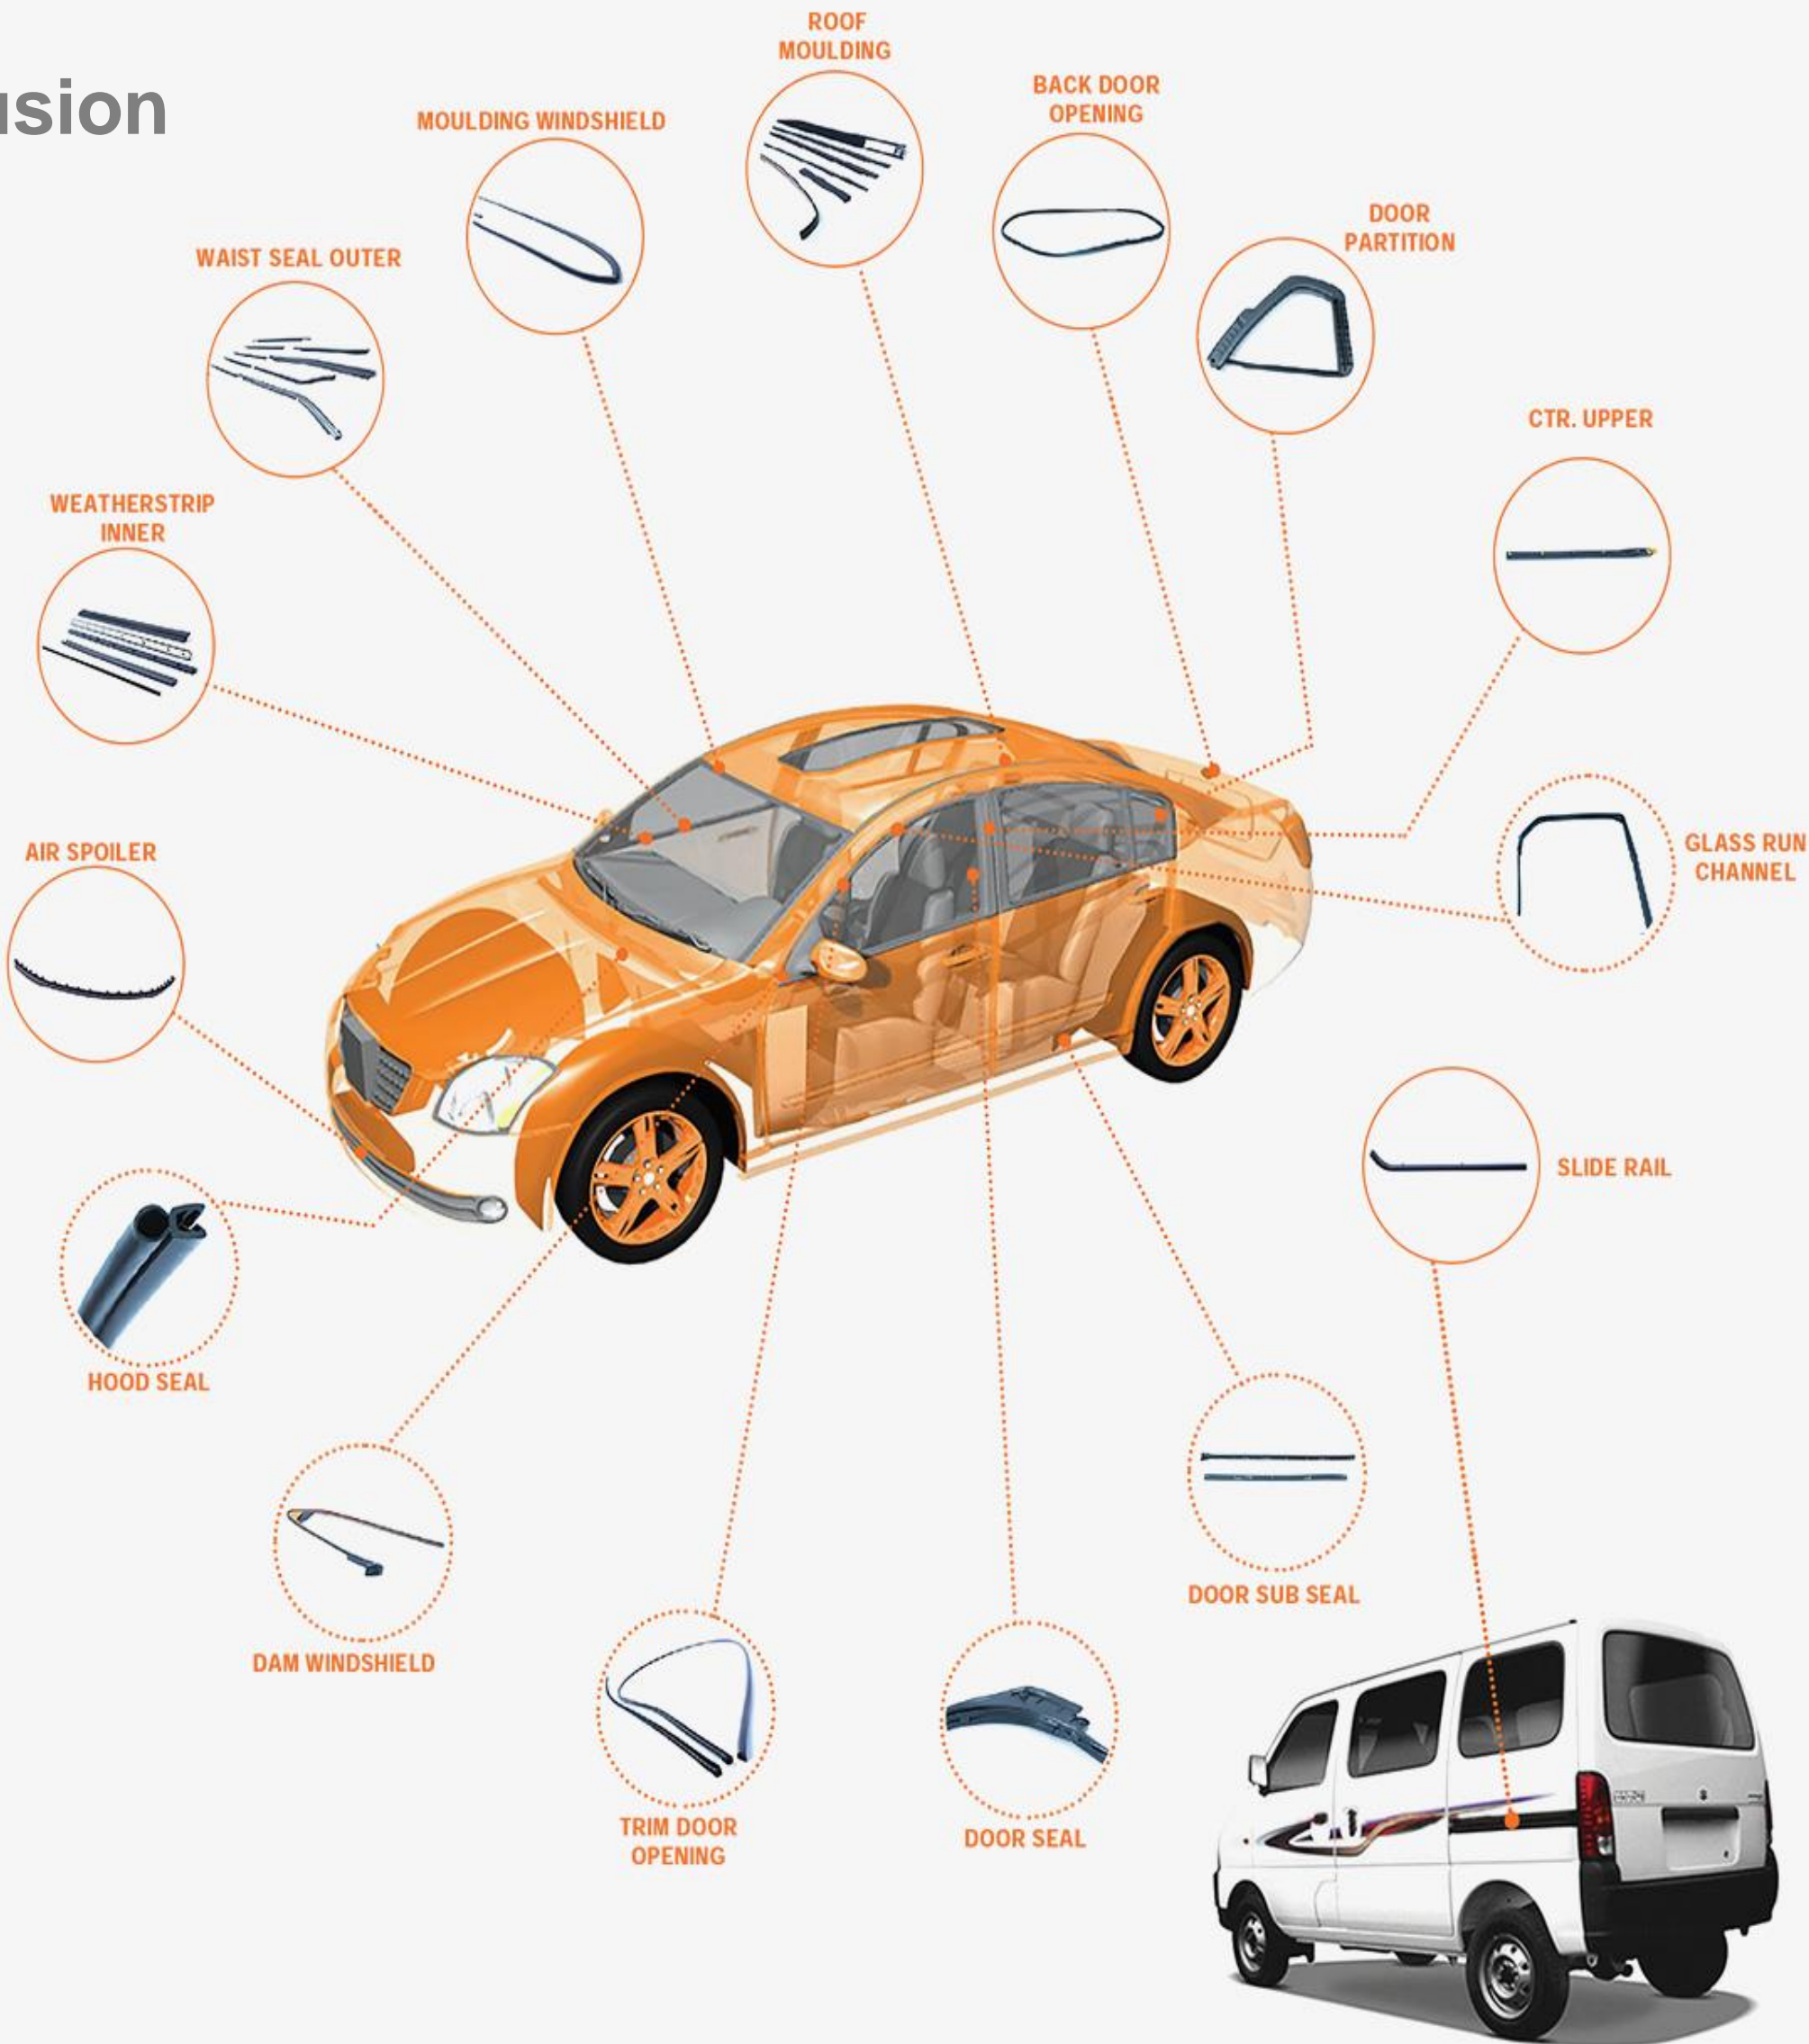 usion
ROOF
MOULDING
BACK DOOR
OPENING
MOULDING WINDSHIELD
DOOR
PARTITION
WAIST SEAL OUTER
CTR. UPPER
WEATHERSTRIP
INNER
AIR SPOILER
GLASS RUN
CHANNEL
SLIDE RAIL
HOOD SEAL
DOOR SUB SEAL
DAM WINDSHIELD
TRIM DOOR
OPENING
DOOR SEAL